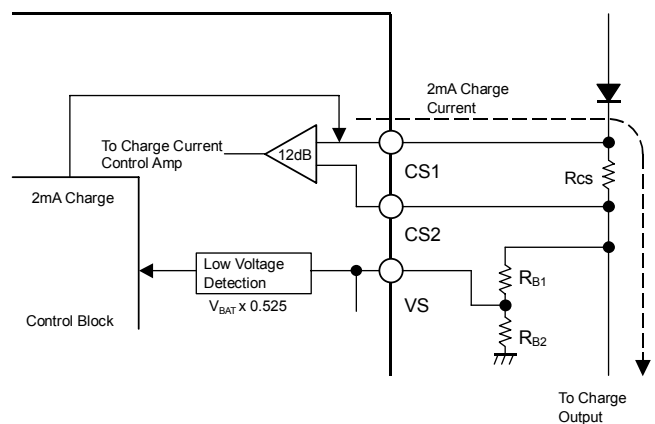 2mA Charge
Current
To Charge Current
Control Amp
12dB
CS1
Rcs
2mA Charge
CS2
Low Voltage
Detection
RB1
VS
VBAT x 0.525
Control Block
RB2
To Charge
Output